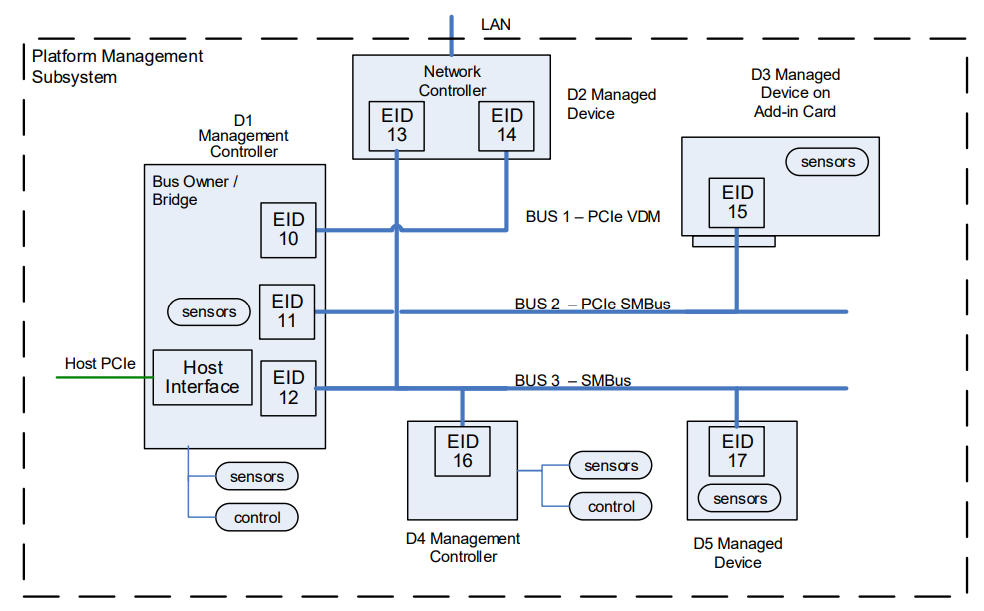 LAN
Platform Management
Subsystem
Network
Controller
EID
13
EID
14
D2 Managed
Device
D3 Managed
Device on
Add-in Card
sensors
EID
15
D1
Management
Controller
Bus Owner /
Bridge
EID
10
BUS 1 – PCIe VDM
sensors
EID
11
BUS 2 – PCIe SMBus
Host PCIe
Host
Interface
EID
12
BUS 3 – SMBus
sensors
control
EID
16
sensors
control
D4 Management
Controller
EID
17
sensors
D5 Managed
Device